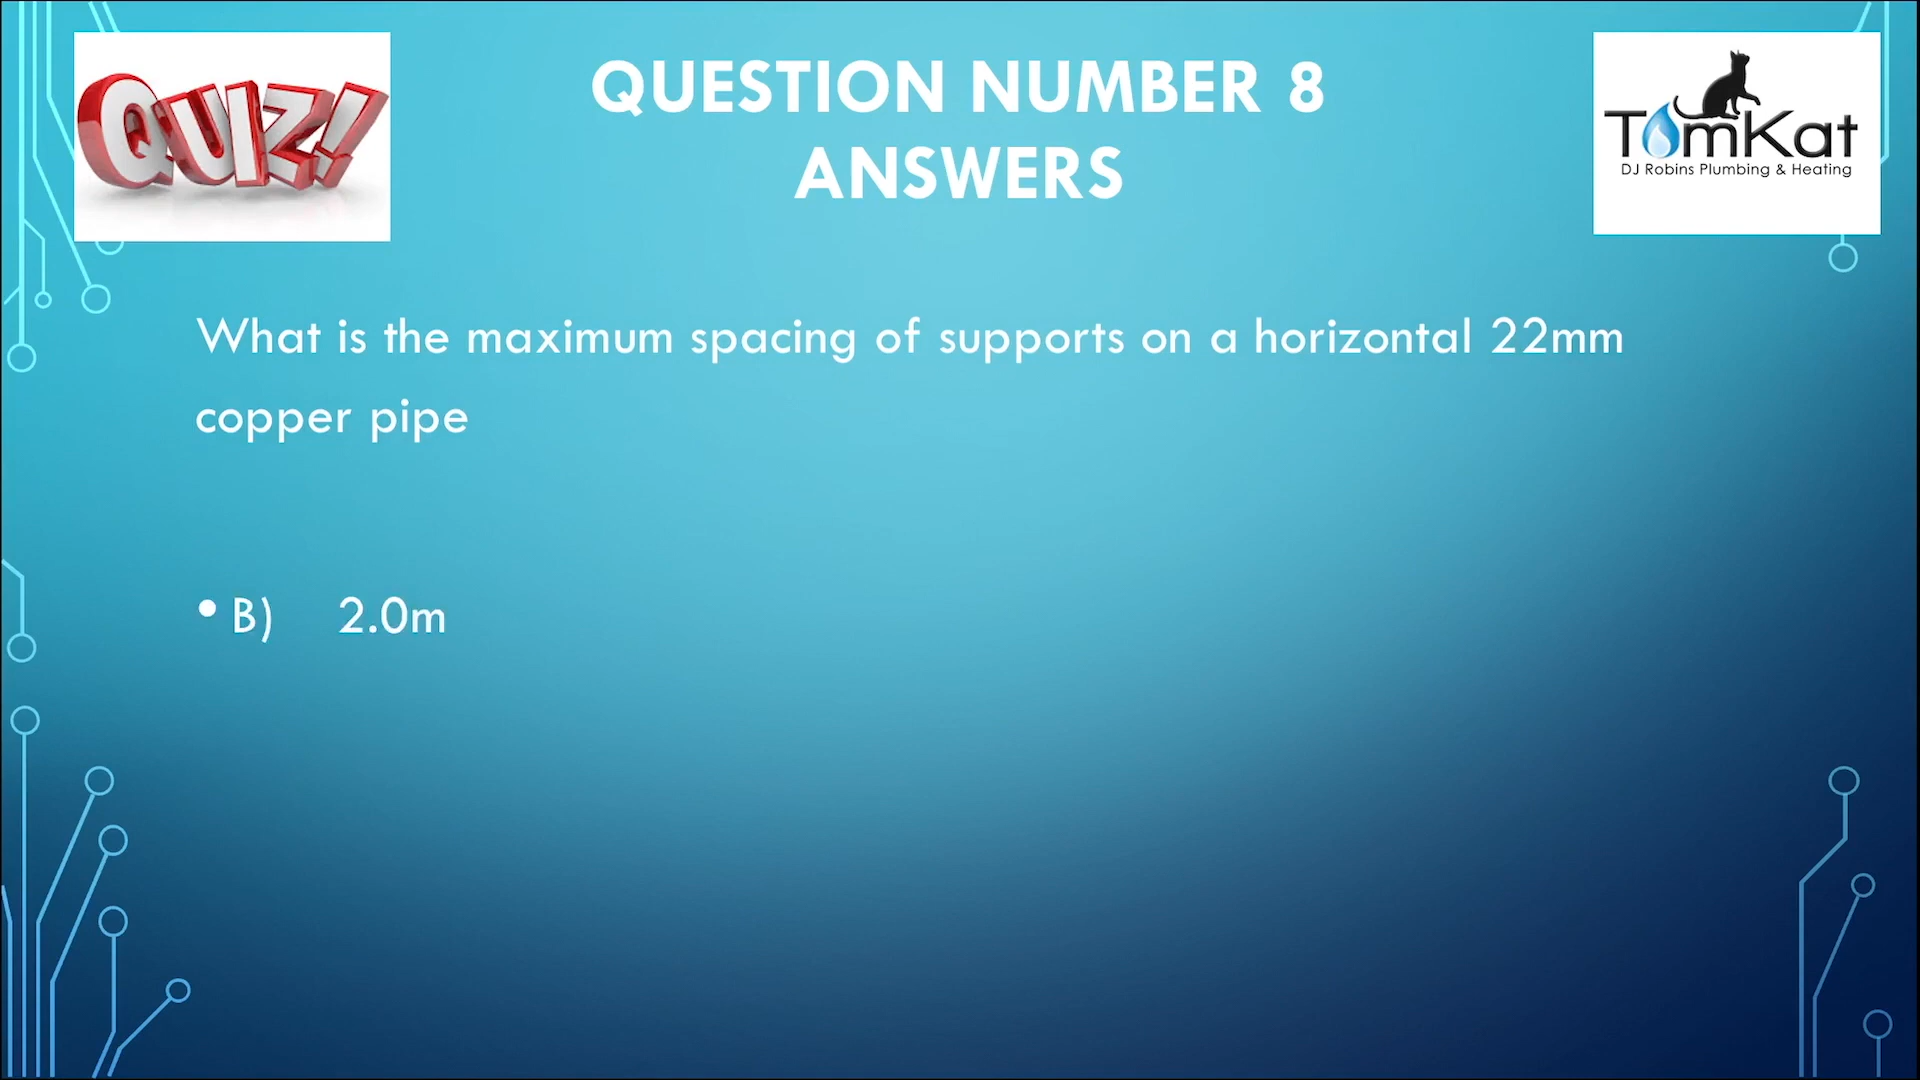 QUIZ!
QUESTION NUMBER 8
ANSWERS
TomKat
DJ Robins Plumbing & Heating
What is the maximum spacing of supports on a horizontal 22mm
copper pipe
• B) 2.0m